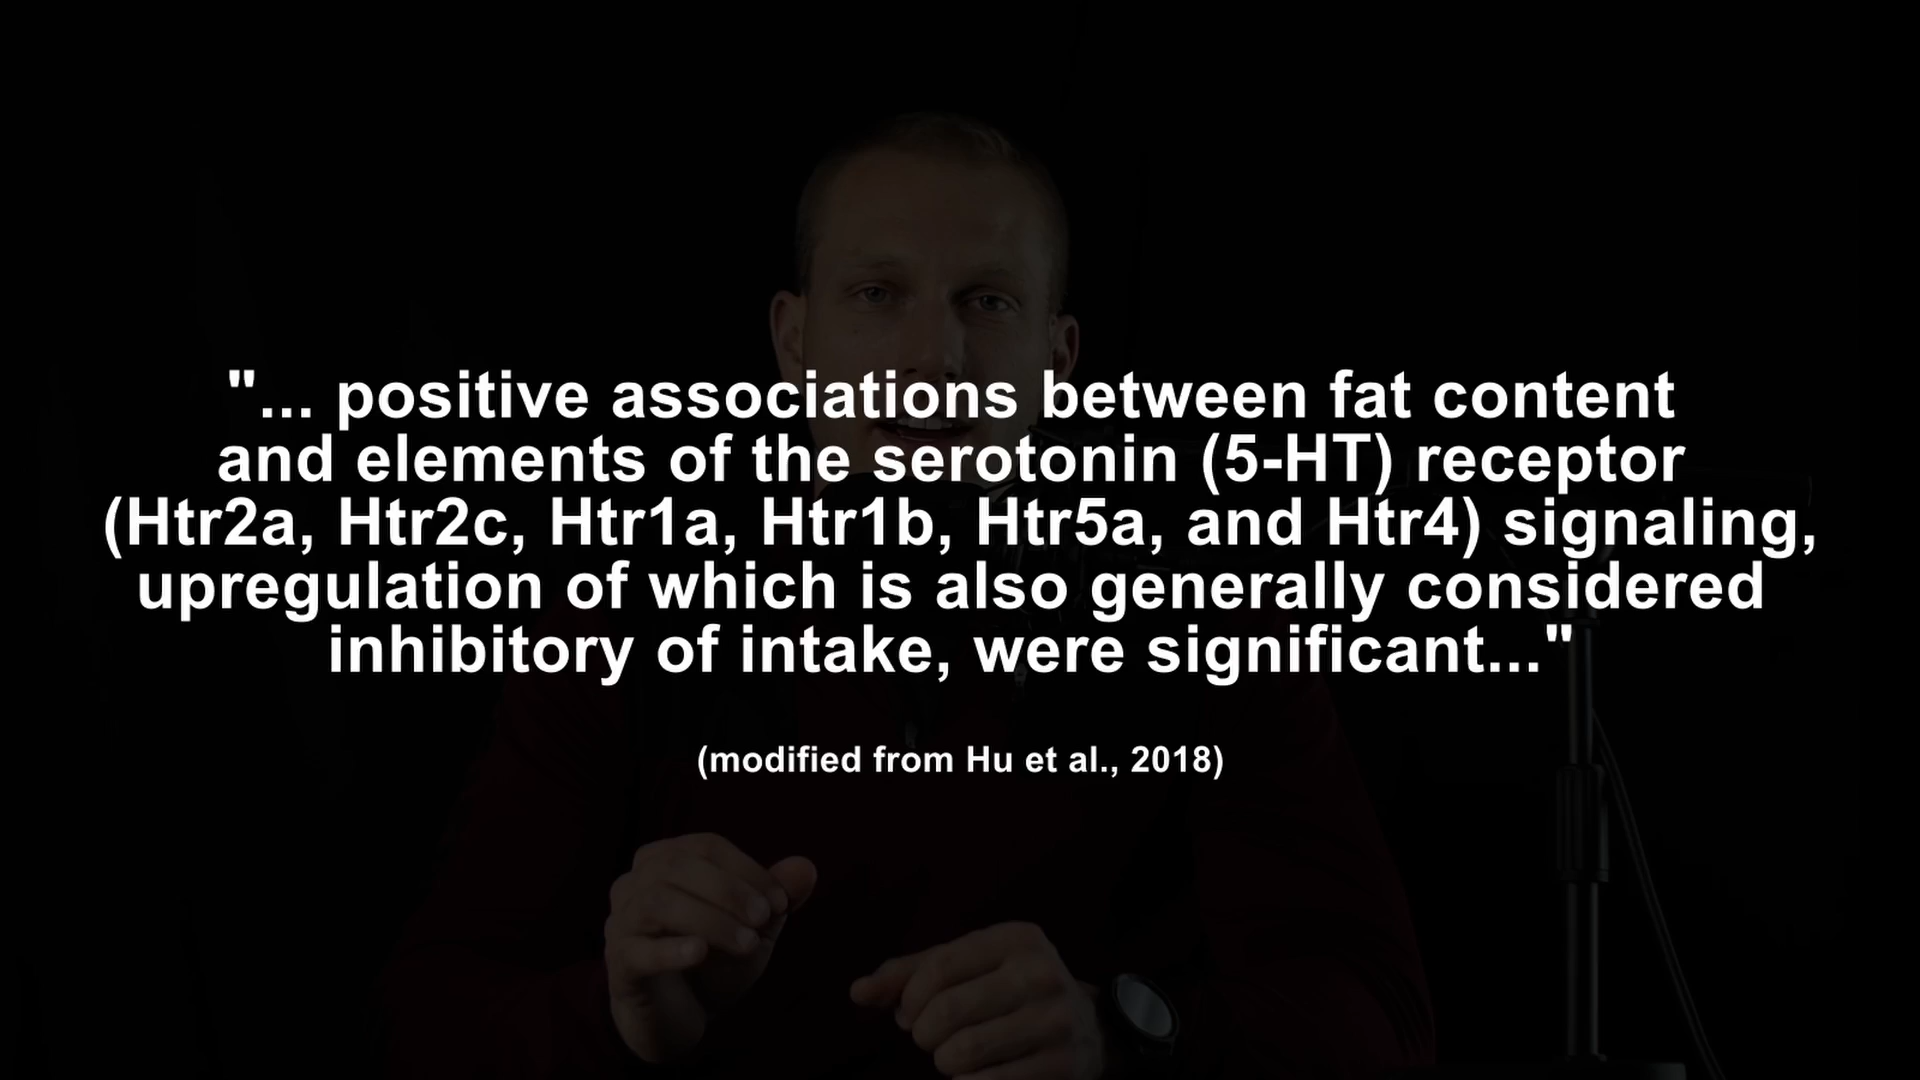 "... positive associations between fat content
and elements of the serotonin (5-HT) receptor
(Htr2a, Htr2c, Htr1a, Htr1b, Htr5a, and Htr4) signaling,
upregulation of which is also generally considered
inhibitory of intake, were significant..."
(modified from Hu et al., 2018)